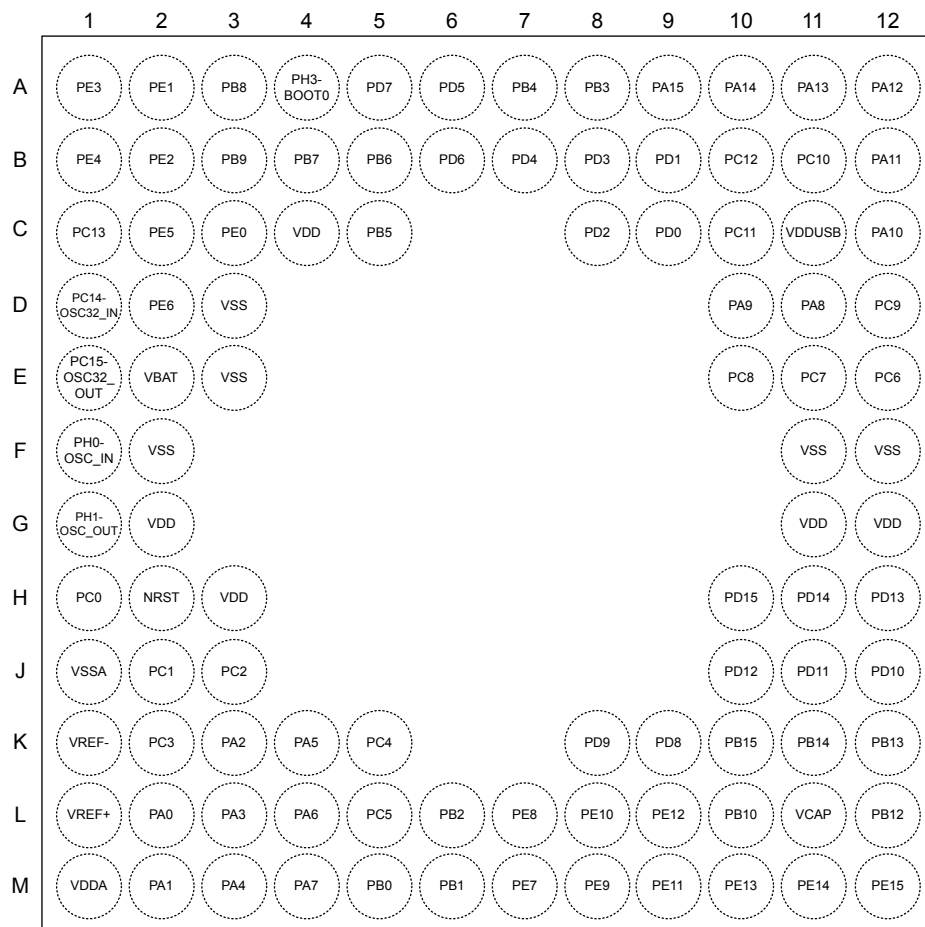 1 2 3 4 5 6 7 8 9 10 11 12
A PE3 PE1 PB8 PH3-BOOT0 PD7 PD5 PB4 PB3 PA15 PA14 PA13 PA12
B PE4 PE2 PB9 PB7 PB6 PD6 PD4 PD3 PD1 PC12 PC10 PA11
C PC13 PE5 PE0 VDD PB5 PD2 PD0 PC11 VDDUSB PA10
D PC14-OSC32_IN PE6 VSS PA9 PA8 PC9
E PC15-OSC32_OUT VBAT VSS PC8 PC7 PC6
F PH0-OSC_IN VSS VSS VSS
G PH1-OSC_OUT VDD VDD VDD
H PC0 NRST VDD PD15 PD14 PD13
J VSSA PC1 PC2 PD12 PD11 PD10
K VREF- PC3 PA2 PA5 PC4 PD9 PD8 PB15 PB14 PB13
L VREF+ PA0 PA3 PA6 PC5 PB2 PE8 PE10 PE12 PB10 VCAP PB12
M VDDA PA1 PA4 PA7 PB0 PB1 PE7 PE9 PE11 PE13 PE14 PE15